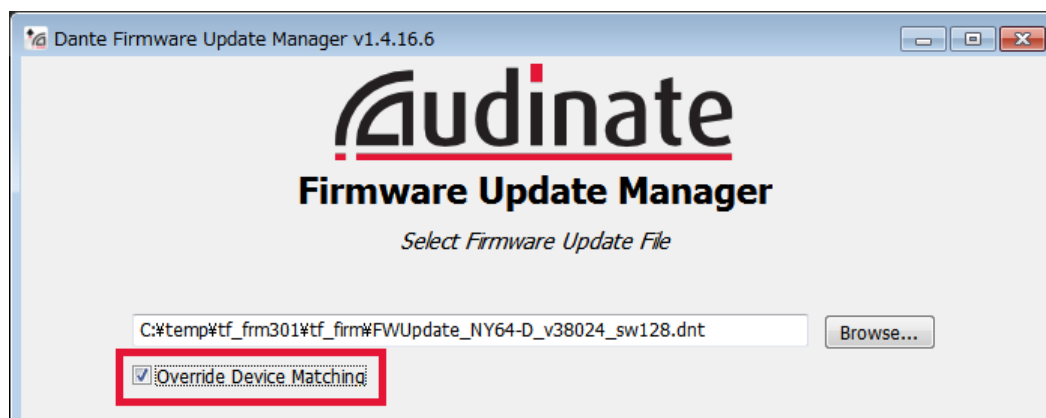 Dante Firmware Update Manager v1.4.16.6
Audinate
Firmware Update Manager
Select Firmware Update File
C:¥temp¥tf_frm301¥tf_firm¥FWUpdate_NY64-D_v38024_sw128.dnt Browse...
Override Device Matching